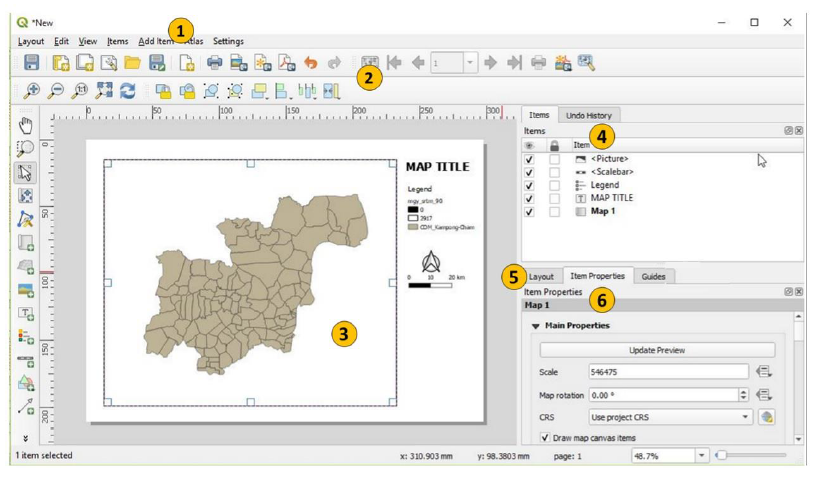 *New
1
Layout Edit View Items Add Item Atlas Settings
1
2
0 50 100 150 200 250 300
0
50
100
150
200
MAP TITLE
Legend
0
3917
COM_Kampong-Cham
0 10 20 km
3
Items Undo History
Items
4
Item
<Picture>
<Scalebar>
Legend
MAP TITLE
Map 1
5
Layout Item Properties Guides
Item Properties
6
Map 1
Main Properties
Update Preview
Scale 546475
Map rotation 0.00 °
CRS Use project CRS
Draw map canvas items
1 item selected x: 310.903 mm y: 98.3803 mm page: 1 48.7%